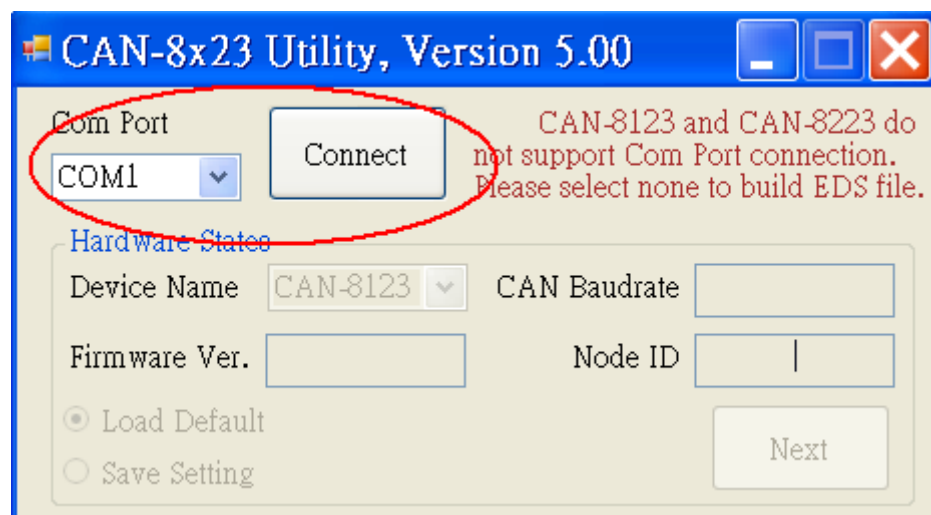 CAN-8x23 Utility, Version 5.00
Com Port
COM1
Connect
CAN-8123 and CAN-8223 do
not support Com Port connection.
Please select none to build EDS file.
Hardware States
Device Name
CAN-8123
CAN Baudrate
Firmware Ver.
Node ID
Load Default
Save Setting
Next